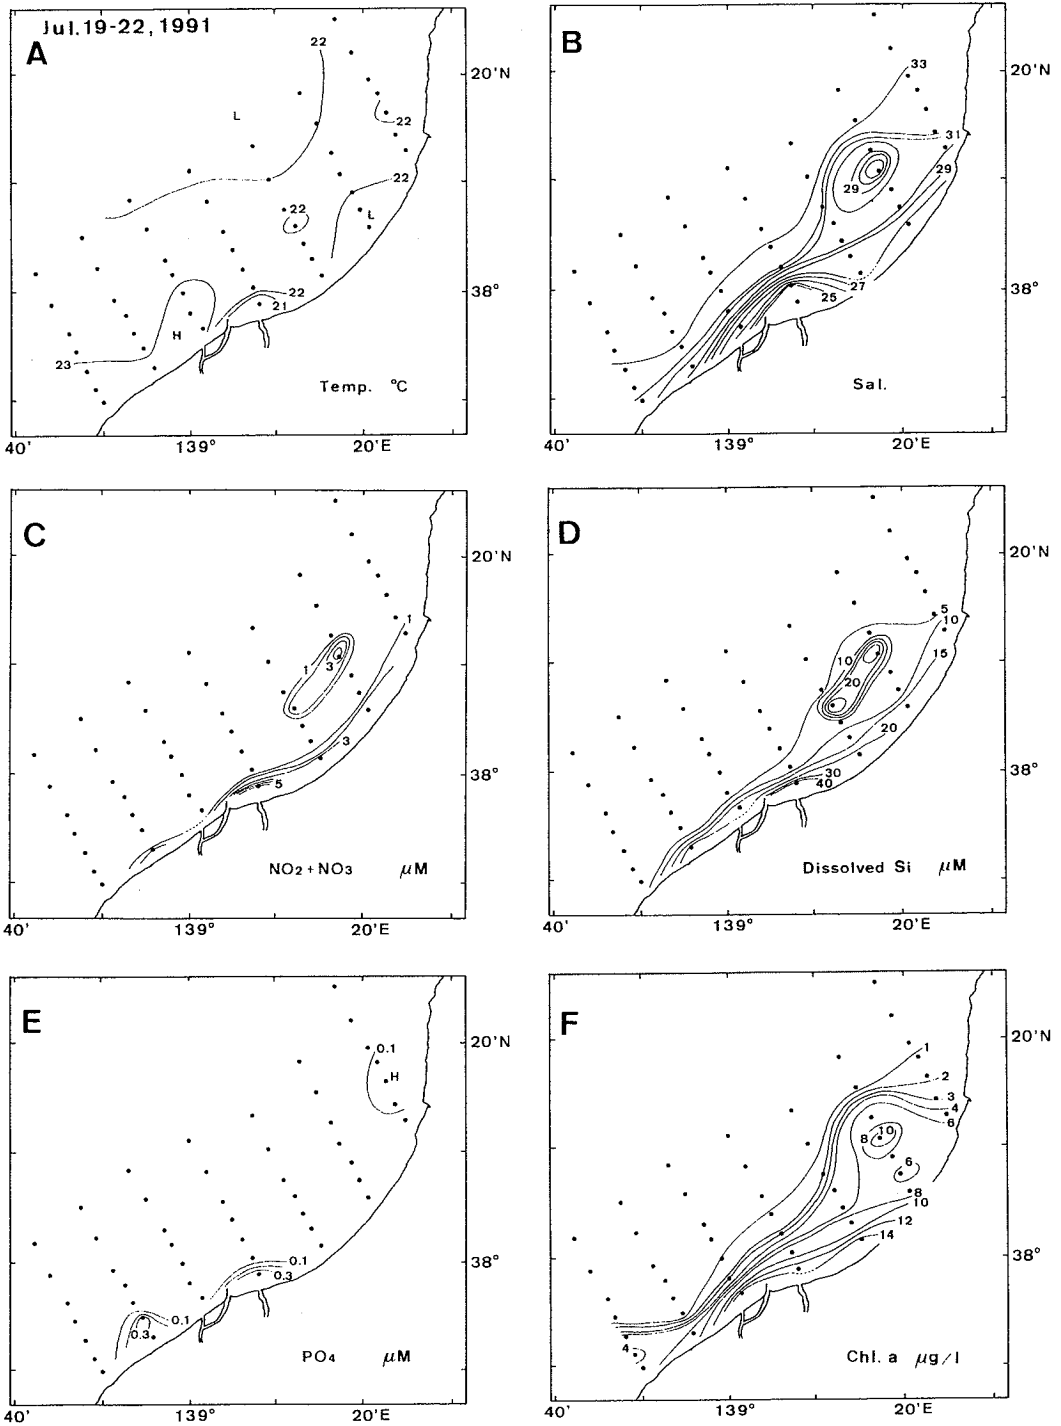 Jul.19-22, 1991
A
22
20'N
L
22
22
22
L
22
21
H
38°
23
Temp. °C
40'
139°
20'E
B
33
20'N
31
29
29
27
25
38°
Sal.
40'
139°
20'E
C
20'N
1
1
3
3
5
38°
NO2+NO3 μM
40'
139°
20'E
D
20'N
5
10
10
15
20
20
30
40
38°
Dissolved Si μM
40'
139°
20'E
E
20'N
0.1
H
0.1
0.3
38°
0.1
0.3
PO4 μM
40'
139°
20'E
F
20'N
1
2
3
4
6
10
8
6
8
10
12
14
38°
4
Chl. a μg/l
40'
139°
20'E